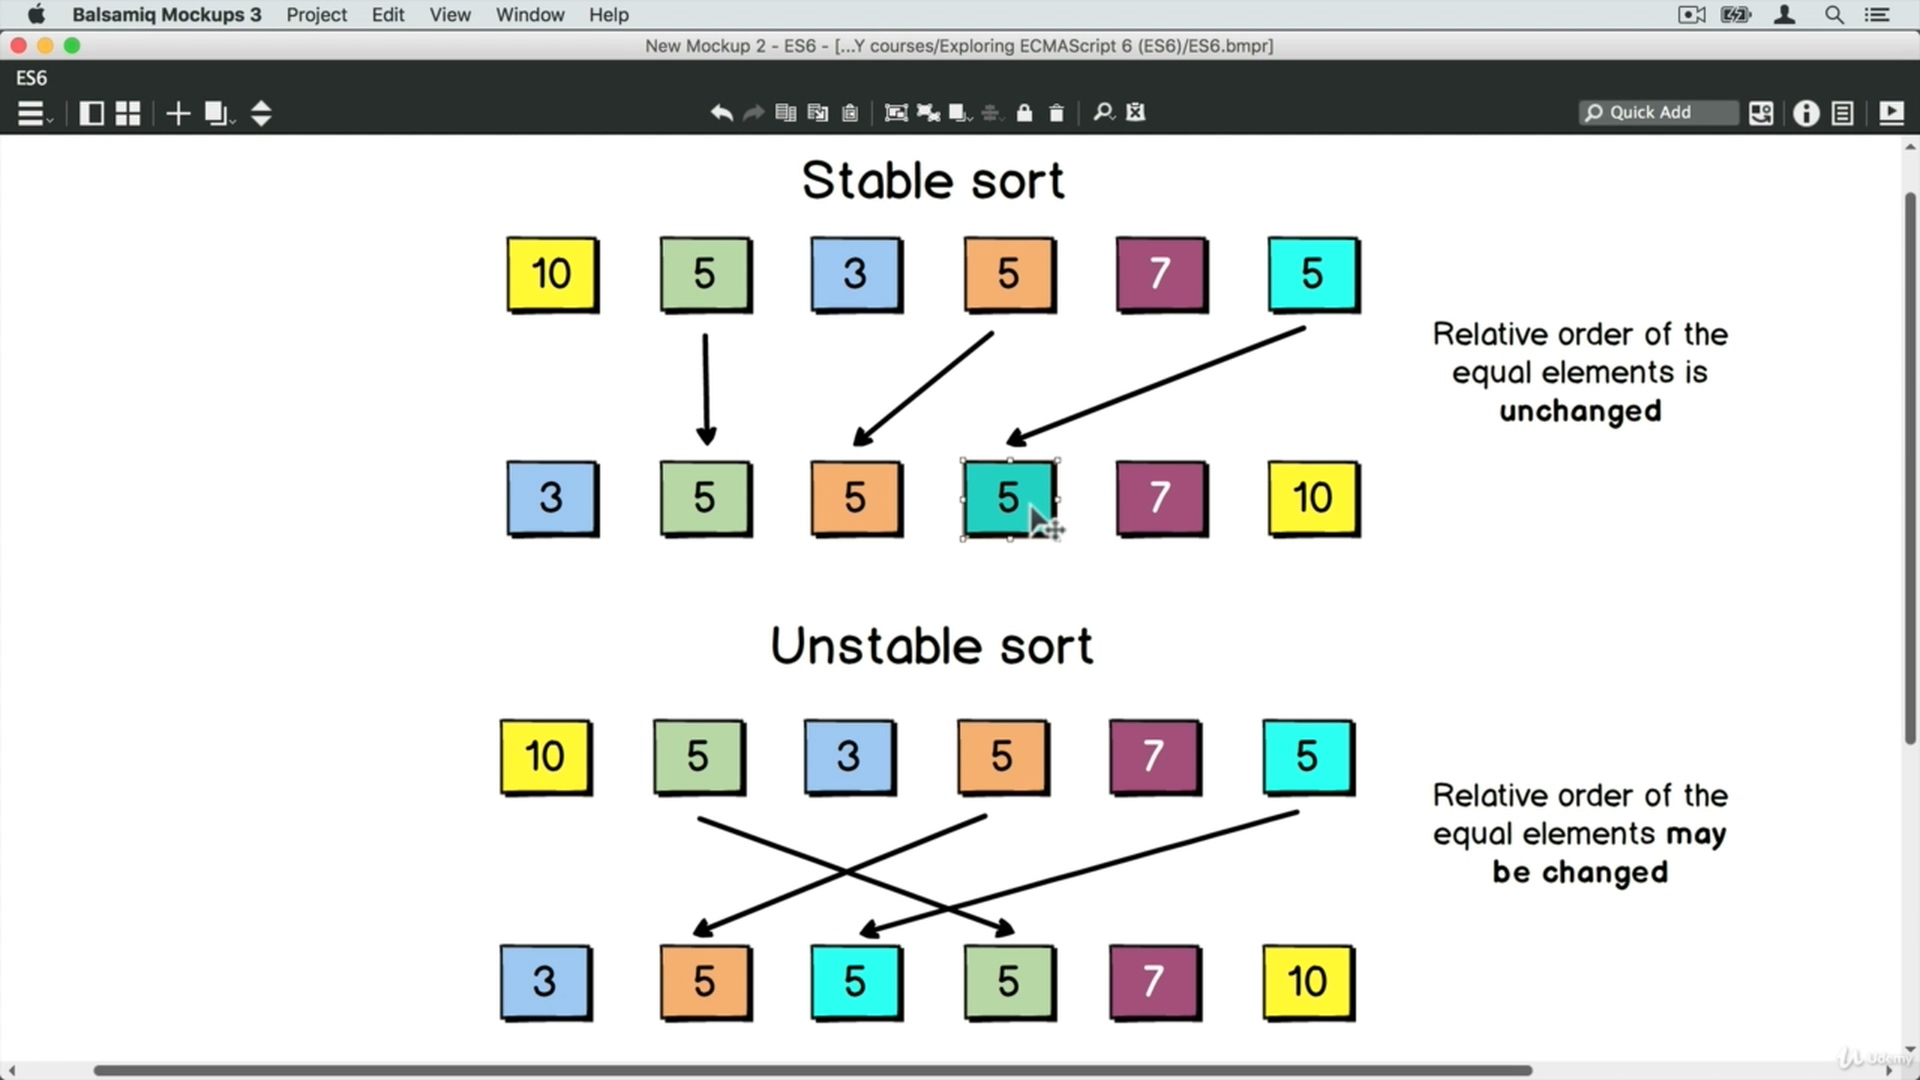 Balsamiq Mockups 3 Project Edit View Window Help
New Mockup 2 - ES6 - [...Y courses/Exploring ECMAScript 6 (ES6)/ES6.bmpr]
ES6
Quick Add
Stable sort
10 5 3 5 7 5
Relative order of the
equal elements is
unchanged
3 5 5 5 7 10
Unstable sort
10 5 3 5 7 5
Relative order of the
equal elements may
be changed
3 5 5 5 7 10
Udemy